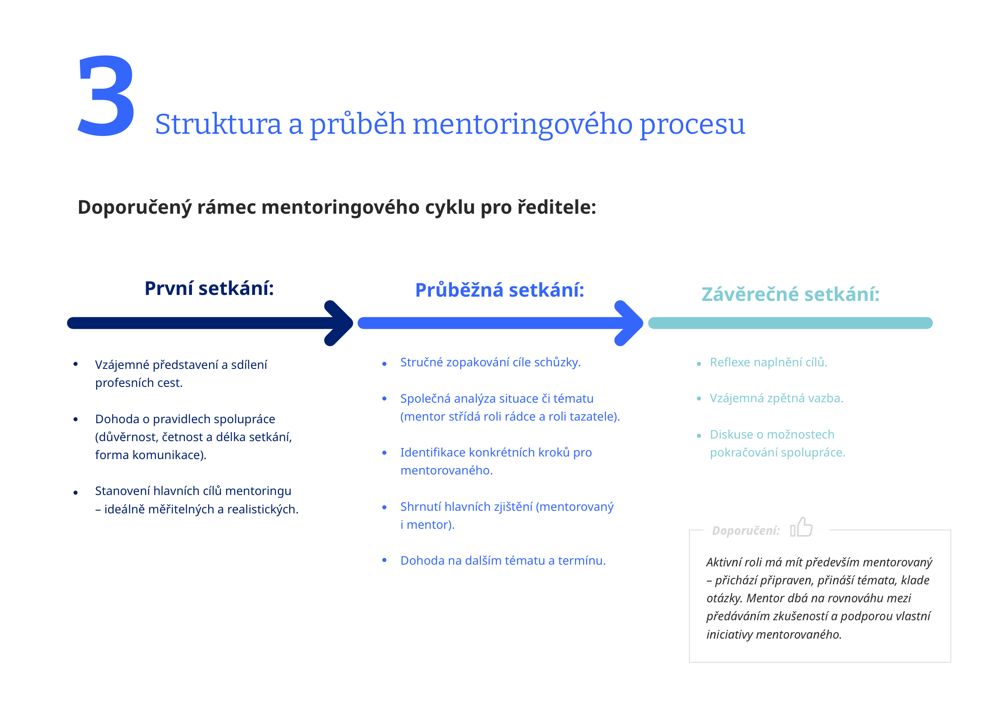 3
Struktura a průběh mentoringového procesu
Doporučený rámec mentoringového cyklu pro ředitele:
První setkání:
• Vzájemné představení a sdílení
profesních cest.
• Dohoda o pravidlech spolupráce
(důvěrnost, četnost a délka setkání,
forma komunikace).
• Stanovení hlavních cílů mentoringu
– ideálně měřitelných a realistických.
Průběžná setkání:
• Stručné zopakování cíle schůzky.
• Společná analýza situace či tématu
(mentor střídá roli rádce a roli tazatele).
• Identifikace konkrétních kroků pro
mentorovaného.
• Shrnutí hlavních zjištění (mentorovaný
i mentor).
• Dohoda na dalším tématu a termínu.
Závěrečné setkání:
• Reflexe naplnění cílů.
• Vzájemná zpětná vazba.
• Diskuse o možnostech
pokračování spolupráce.
Doporučení:
Aktivní roli má mít především mentorovaný
– přichází připraven, přináší témata, klade
otázky. Mentor dbá na rovnováhu mezi
předáváním zkušeností a podporou vlastní
iniciativy mentorovaného.